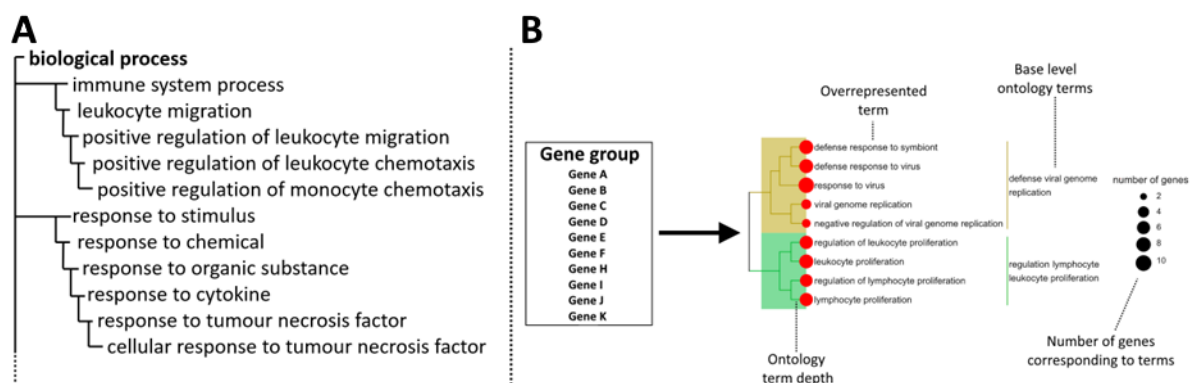 A
biological process
immune system process
leukocyte migration
positive regulation of leukocyte migration
positive regulation of leukocyte chemotaxis
positive regulation of monocyte chemotaxis
response to stimulus
response to chemical
response to organic substance
response to cytokine
response to tumour necrosis factor
cellular response to tumour necrosis factor
B
Gene group
Gene A
Gene B
Gene C
Gene D
Gene E
Gene F
Gene H
Gene I
Gene J
Gene K
Overrepresented
term
defense response to symbiont
defense response to virus
response to virus
viral genome replication
negative regulation of viral genome replication
regulation of leukocyte proliferation
leukocyte proliferation
regulation of lymphocyte proliferation
lymphocyte proliferation
Ontology
term depth
Base level
ontology terms
defense viral genome
replication
regulation lymphocyte
leukocyte proliferation
number of genes
2
4
6
8
10
Number of genes
corresponding to terms